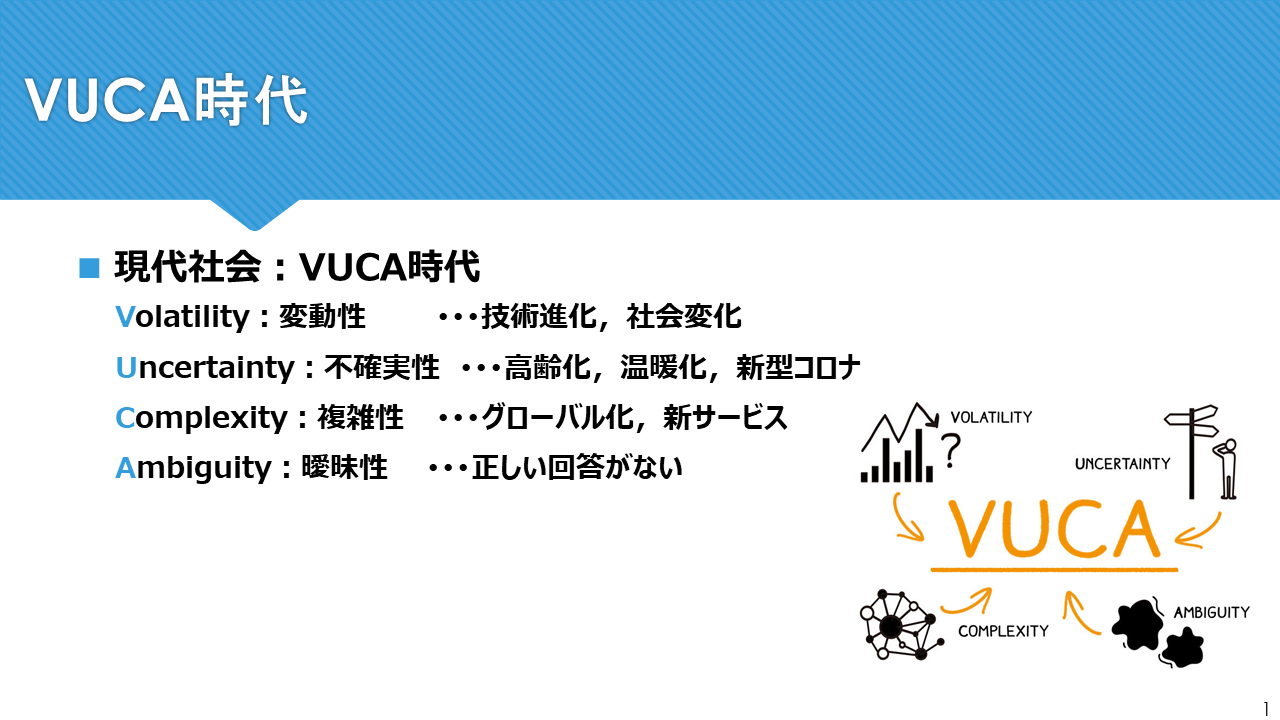 VUCA時代
現代社会：VUCA時代
Volatility：変動性 ･･･技術進化，社会変化
Uncertainty：不確実性 ･･･高齢化，温暖化，新型コロナ
Complexity：複雑性 ･･･グローバル化，新サービス
Ambiguity：曖昧性 ･･･正しい回答がない
VOLATILITY
?
UNCERTAINTY
VUCA
COMPLEXITY
AMBIGUITY
1